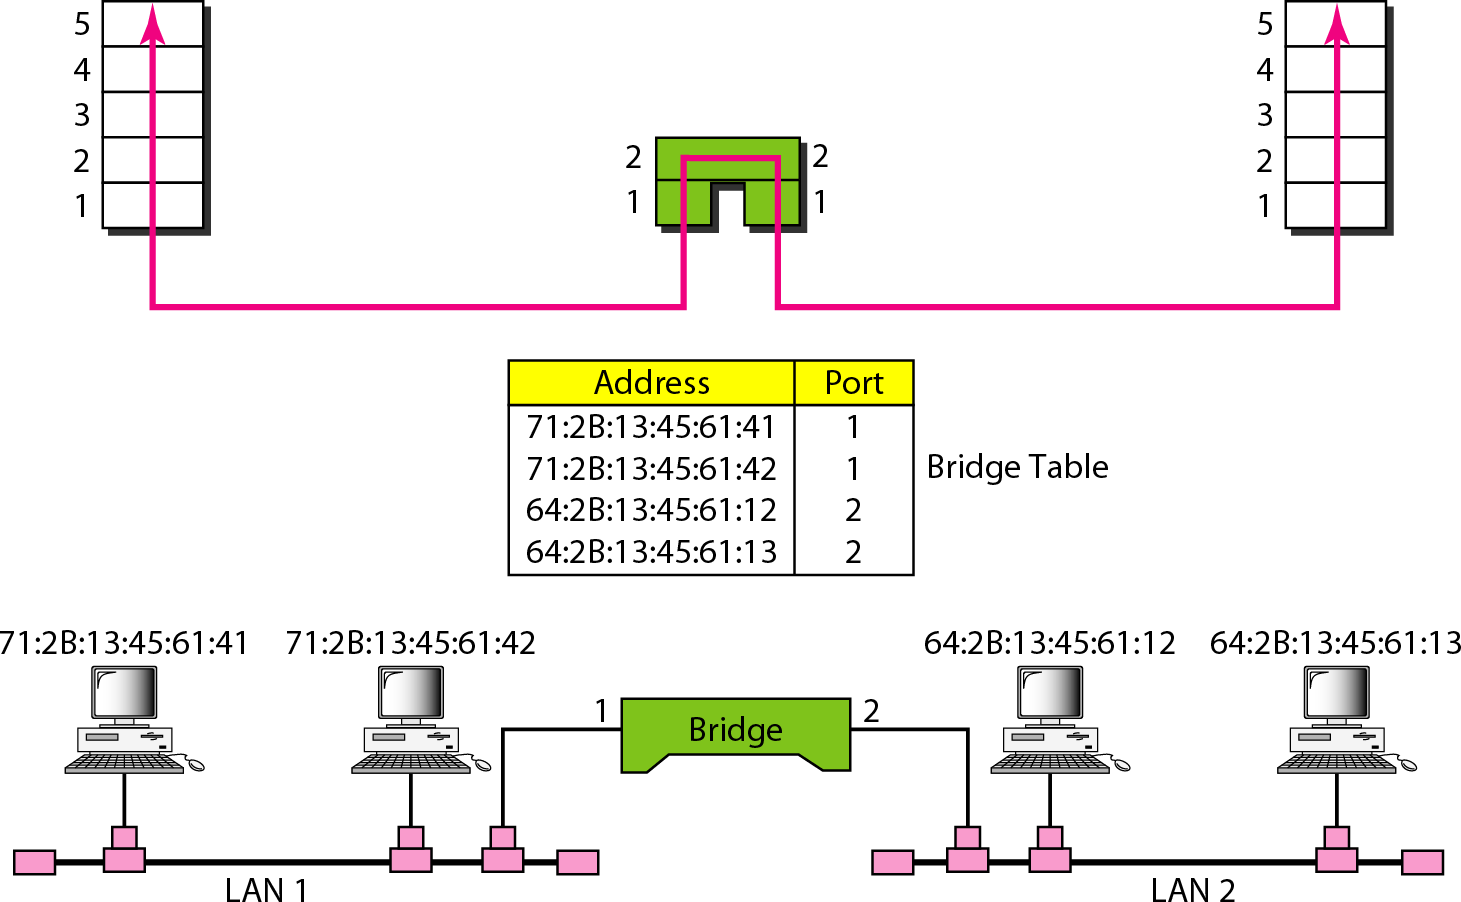 5 5
4 4
3 3
2 2 2 2
1 1 1 1
Address Port
71:2B:13:45:61:41 1
71:2B:13:45:61:42 1
Bridge Table
64:2B:13:45:61:12 2
64:2B:13:45:61:13 2
71:2B:13:45:61:41 71:2B:13:45:61:42 64:2B:13:45:61:12 64:2B:13:45:61:13
1 Bridge 2
LAN 1 LAN 2